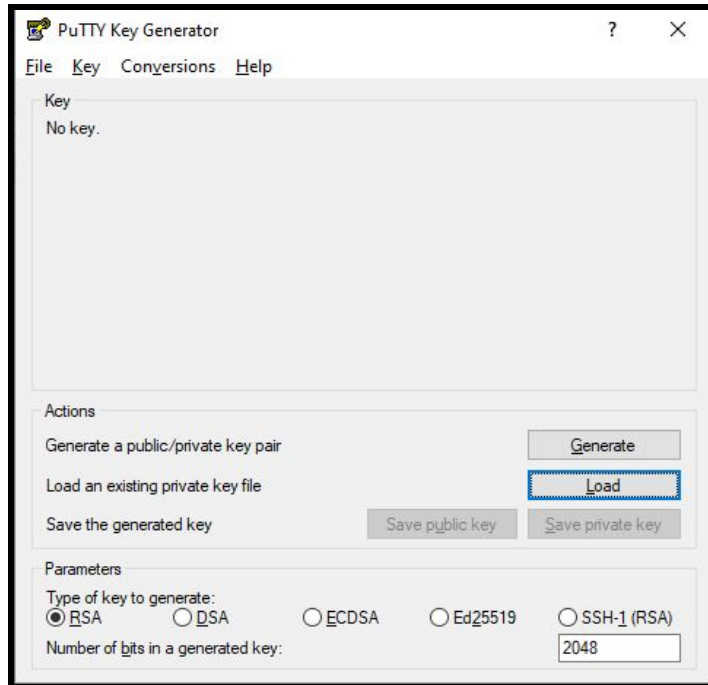 PuTTY Key Generator ?
File Key Conversions Help
Key
No key.
Actions
Generate a public/private key pair Generate
Load an existing private key file Load
Save the generated key Save public key Save private key
Parameters
Type of key to generate:
RSA DSA ECDSA Ed25519 SSH-1 (RSA)
Number of bits in a generated key: 2048